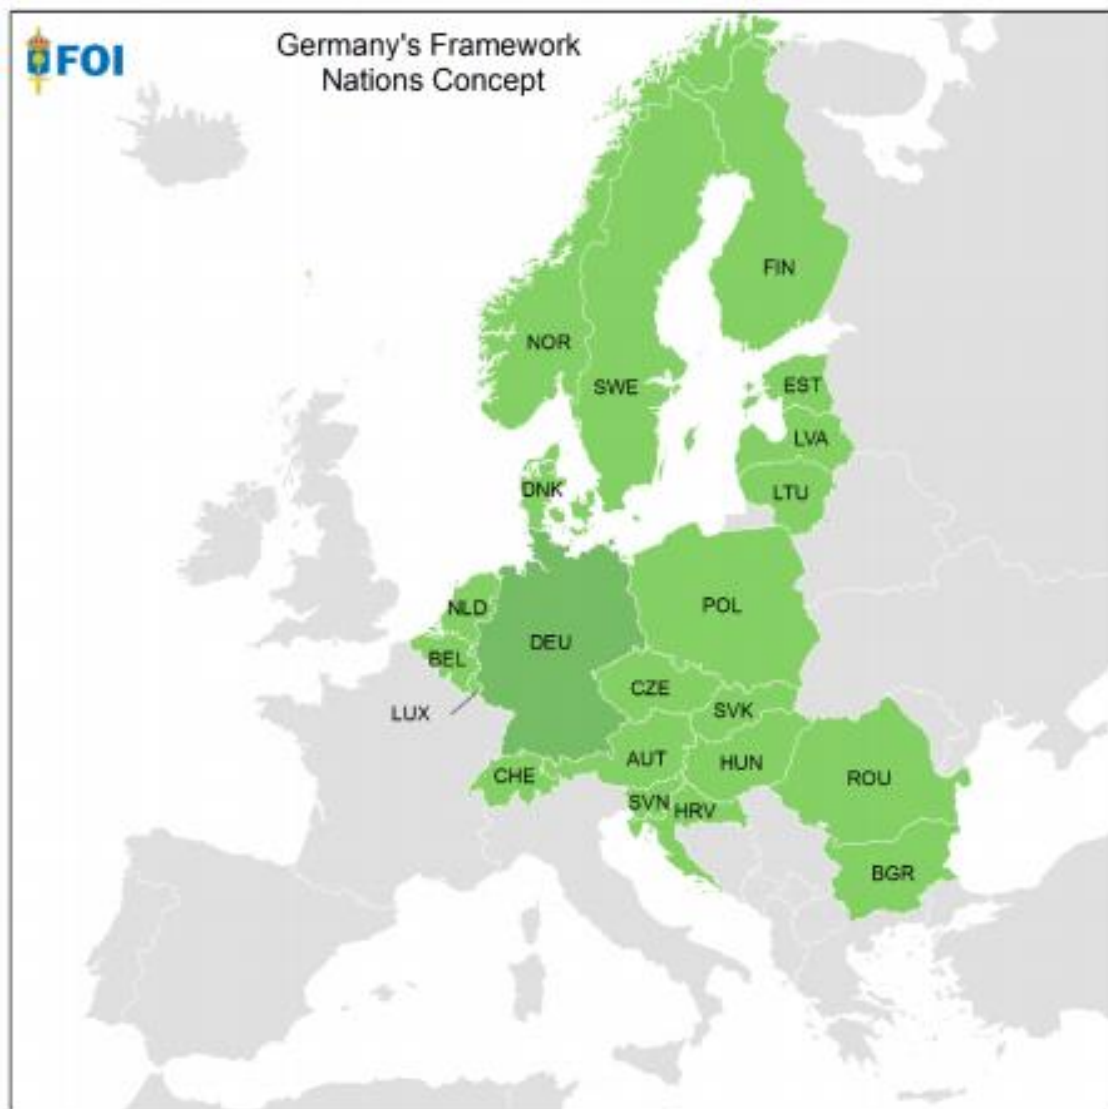 FOI
Germany's Framework
Nations Concept
FIN
NOR
SWE
EST
LVA
DNK
LTU
NLD
POL
DEU
BEL
CZE
LUX
SVK
AUT
HUN
CHE
ROU
SVN
HRV
BGR